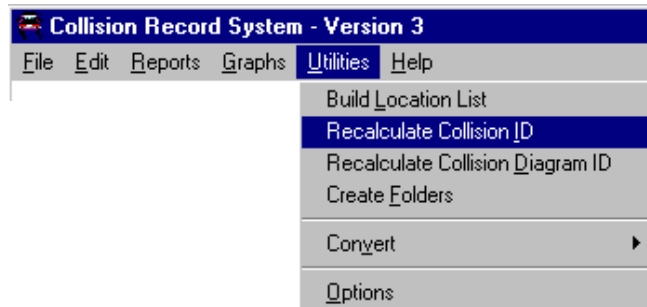 Collision Record System - Version 3
File Edit Reports Graphs Utilities Help
Build Location List
Recalculate Collision ID
Recalculate Collision Diagram ID
Create Folders
Convert
Options